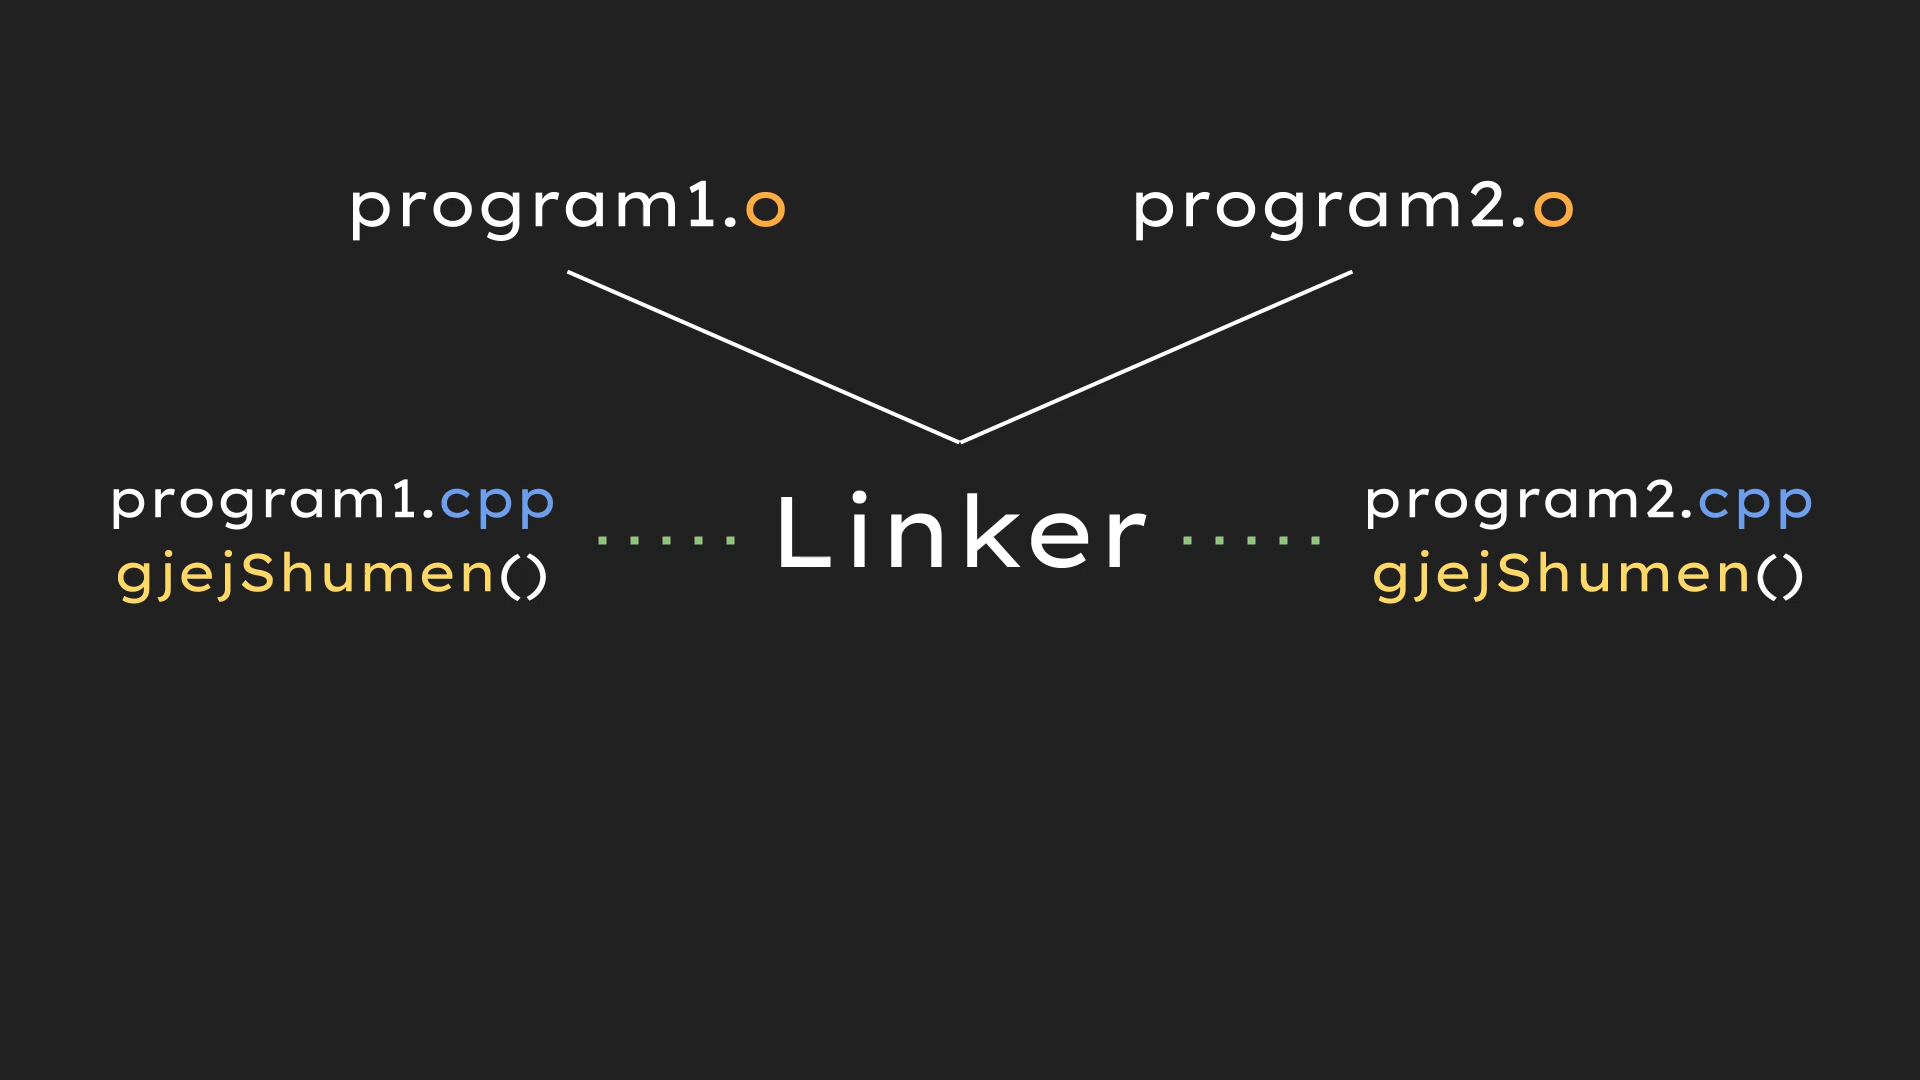 program1.o
program2.o
program1.cpp
gjejShumen()
Linker
program2.cpp
gjejShumen()